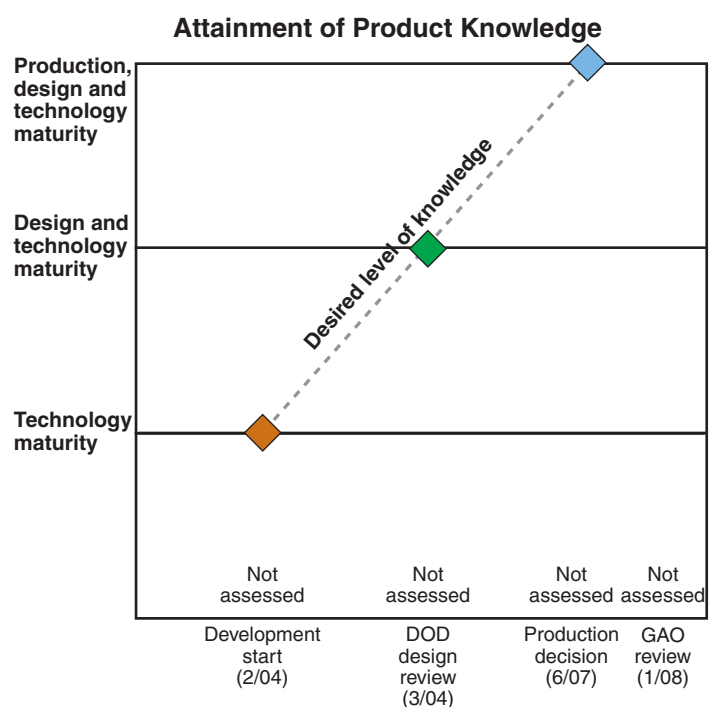 Attainment of Product Knowledge
Production,
design and
technology
maturity
Design and
technology
maturity
Desired level of knowledge
Technology
maturity
Not
assessed
Not
assessed
Not
assessed
Not
assessed
Development
start
(2/04)
DOD
design
review
(3/04)
Production
decision
(6/07)
GAO
review
(1/08)